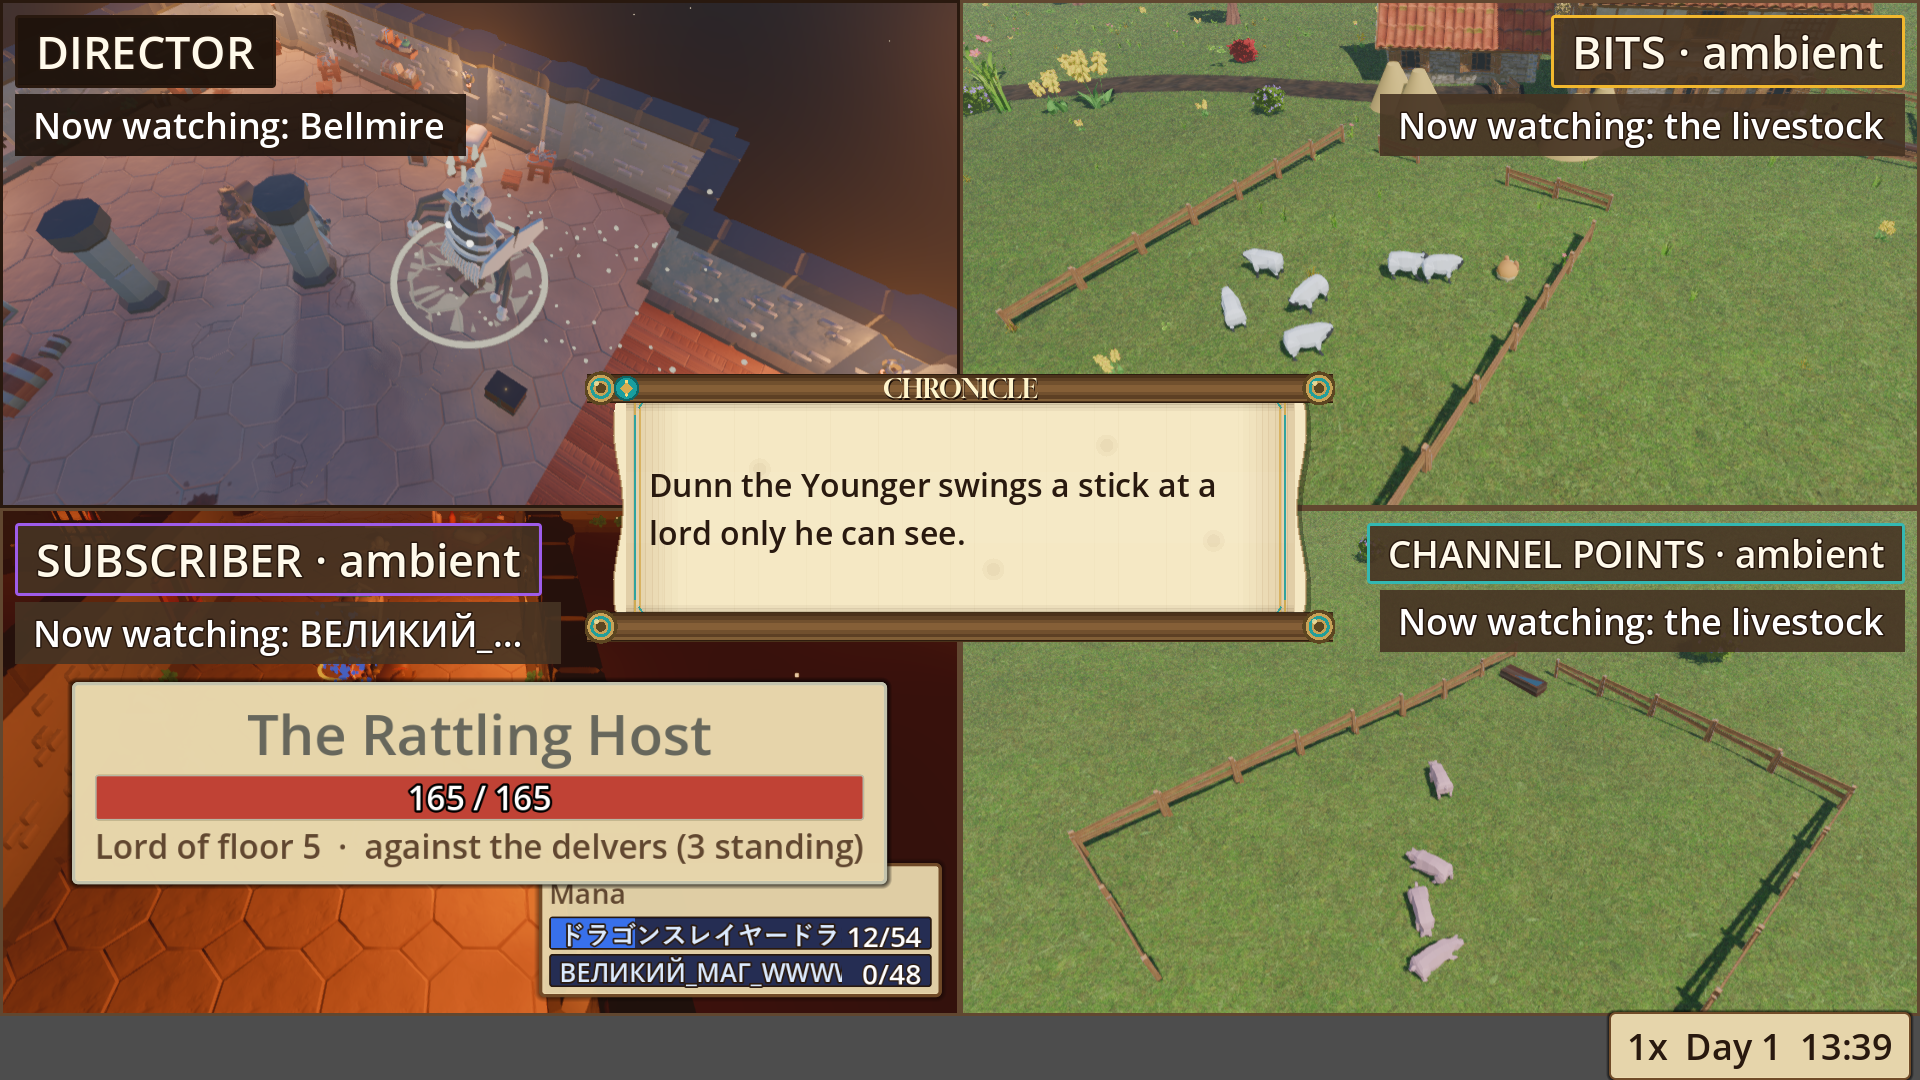 DIRECTOR
Now watching: Bellmire
BITS · ambient
Now watching: the livestock
CHRONICLE
Dunn the Younger swings a stick at a
lord only he can see.
SUBSCRIBER · ambient
Now watching: ВЕЛИКИЙ_...
CHANNEL POINTS · ambient
Now watching: the livestock
The Rattling Host
165 / 165
Lord of floor 5 · against the delvers (3 standing)
Mana
ドラゴンスレイヤードラ 12/54
ВЕЛИКИЙ_МАГ_WWW 0/48
1x Day 1 13:39